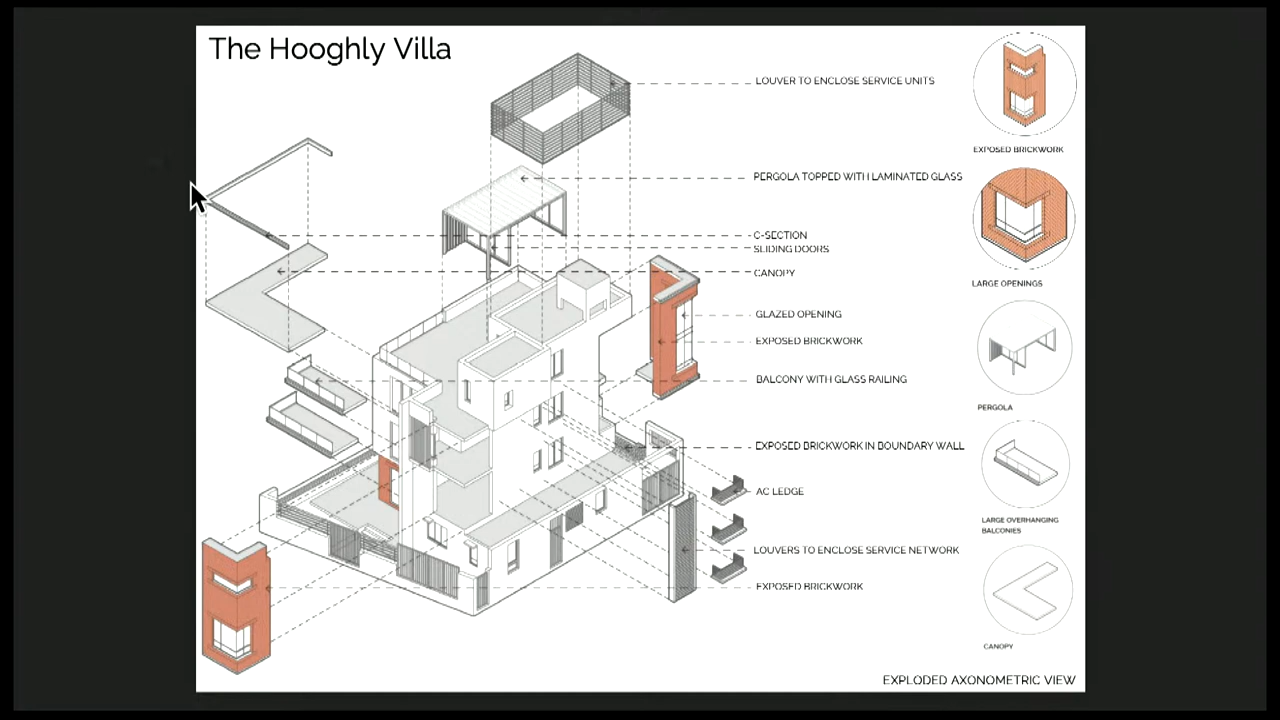 The Hooghly Villa
LOUVER TO ENCLOSE SERVICE UNITS
PERGOLA TOPPED WITH LAMINATED GLASS
C-SECTION
SLIDING DOORS
CANOPY
GLAZED OPENING
EXPOSED BRICKWORK
BALCONY WITH GLASS RAILING
EXPOSED BRICKWORK IN BOUNDARY WALL
AC LEDGE
LOUVERS TO ENCLOSE SERVICE NETWORK
EXPOSED BRICKWORK
EXPOSED BRICKWORK
LARGE OPENINGS
PERGOLA
LARGE OVERHANGING
BALCONIES
CANOPY
EXPLODED AXONOMETRIC VIEW